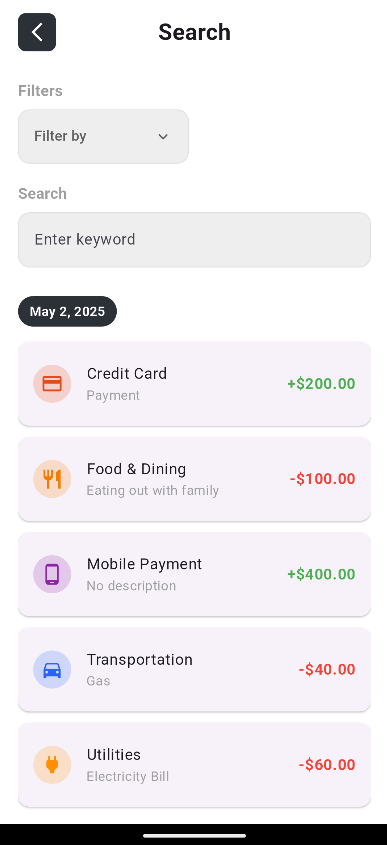 Search
Filters
Filter by
Search
Enter keyword
May 2, 2025
Credit Card
Payment
+$200.00
Food & Dining
Eating out with family
-$100.00
Mobile Payment
No description
+$400.00
Transportation
Gas
-$40.00
Utilities
Electricity Bill
-$60.00